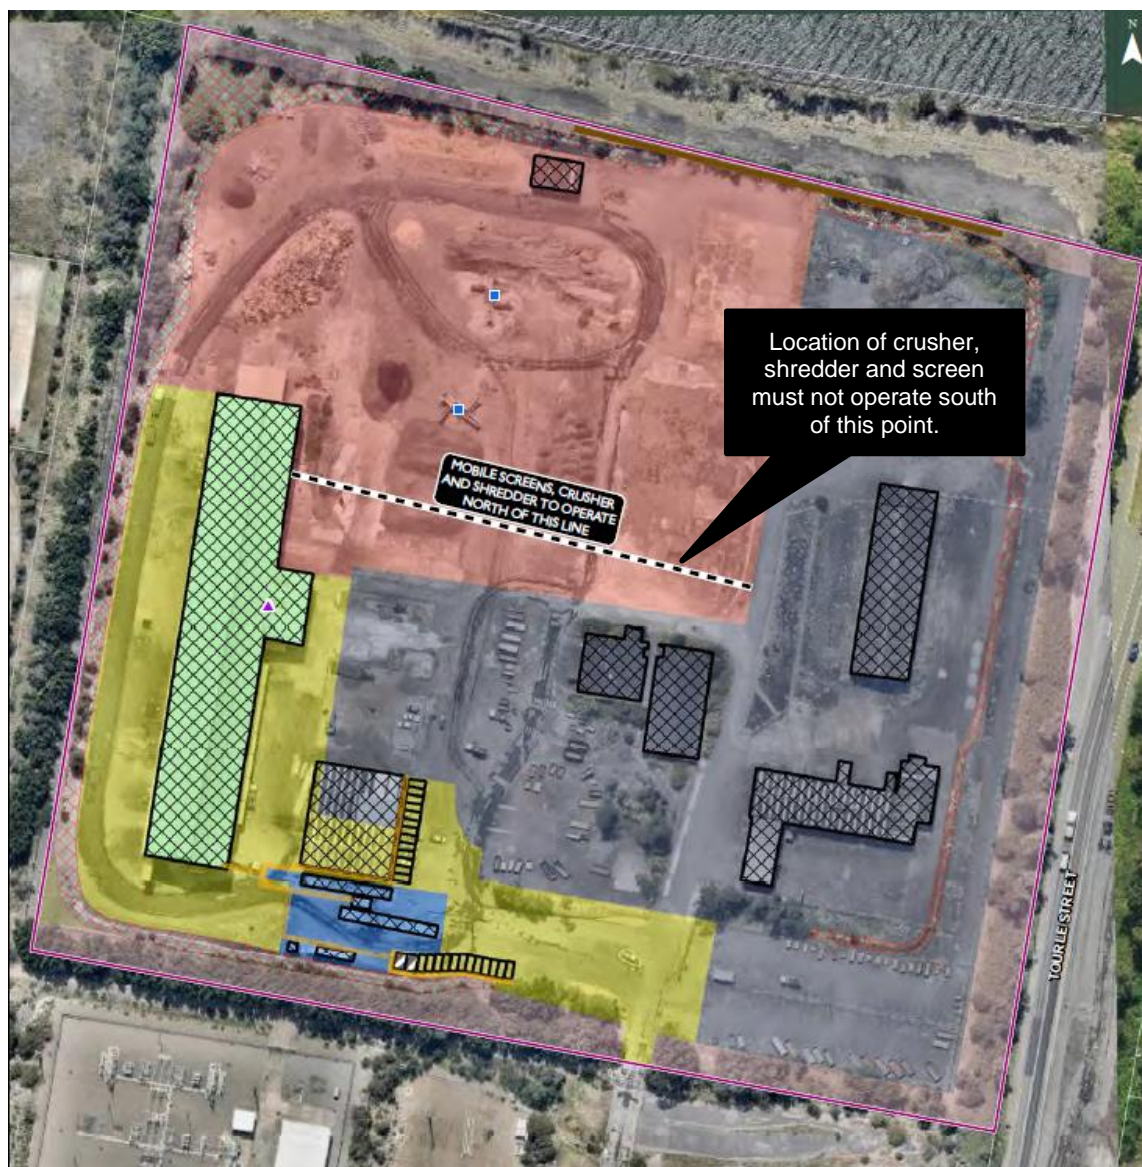 N
Location of crusher,
shredder and screen
must not operate south
of this point.
MOBILE SCREENS, CRUSHER
AND SHREDDER TO OPERATE
NORTH OF THIS LINE
TOURLE STREET